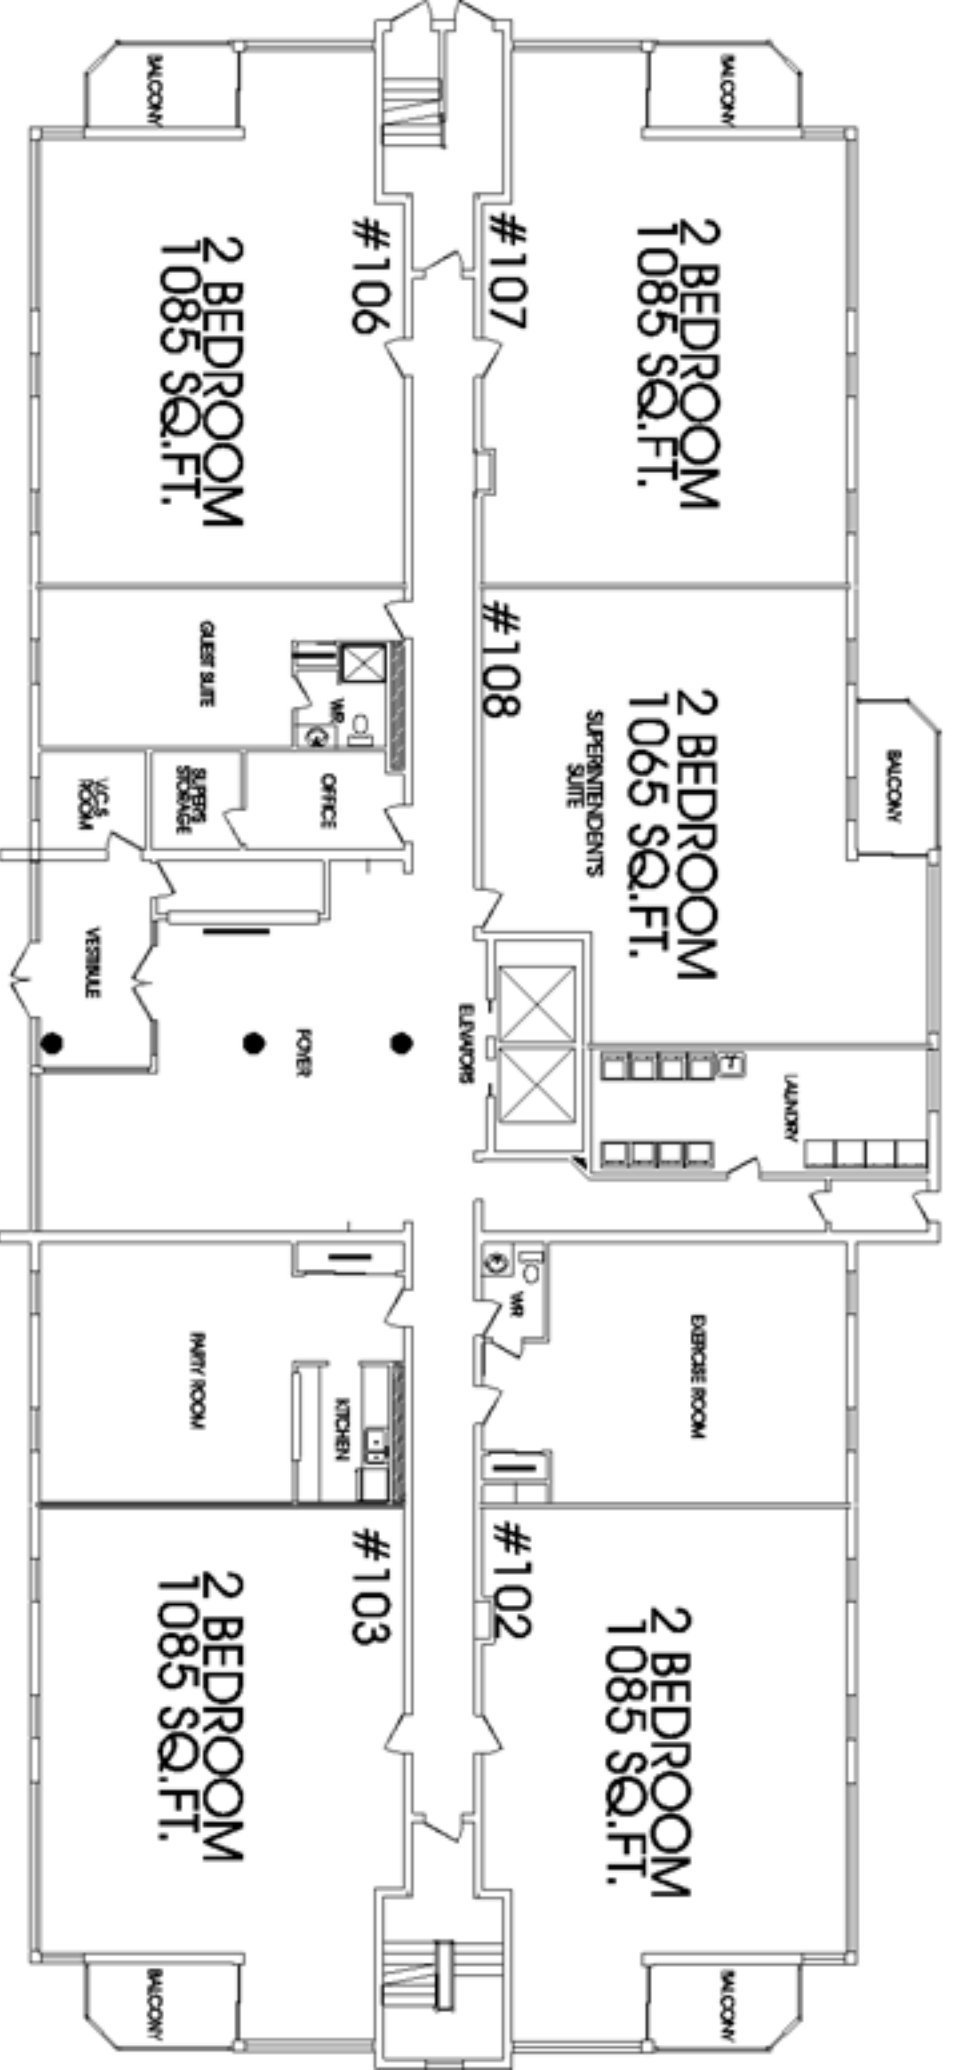 BALCONY
BALCONY
#106
#107
2 BEDROOM
1085 SQ.FT.
2 BEDROOM
1085 SQ.FT.
GUEST SUITE
WR
#108
2 BEDROOM
1065 SQ.FT.
SUPERINTENDENTS
SUITE
BALCONY
V.C.S
ROOM
SUPER'S
STORAGE
OFFICE
VESTIBULE
FOYER
ELEVATORS
LAUNDRY
PARTY ROOM
KITCHEN
WR
EXERCISE ROOM
#103
#102
2 BEDROOM
1085 SQ.FT.
2 BEDROOM
1085 SQ.FT.
BALCONY
BALCONY